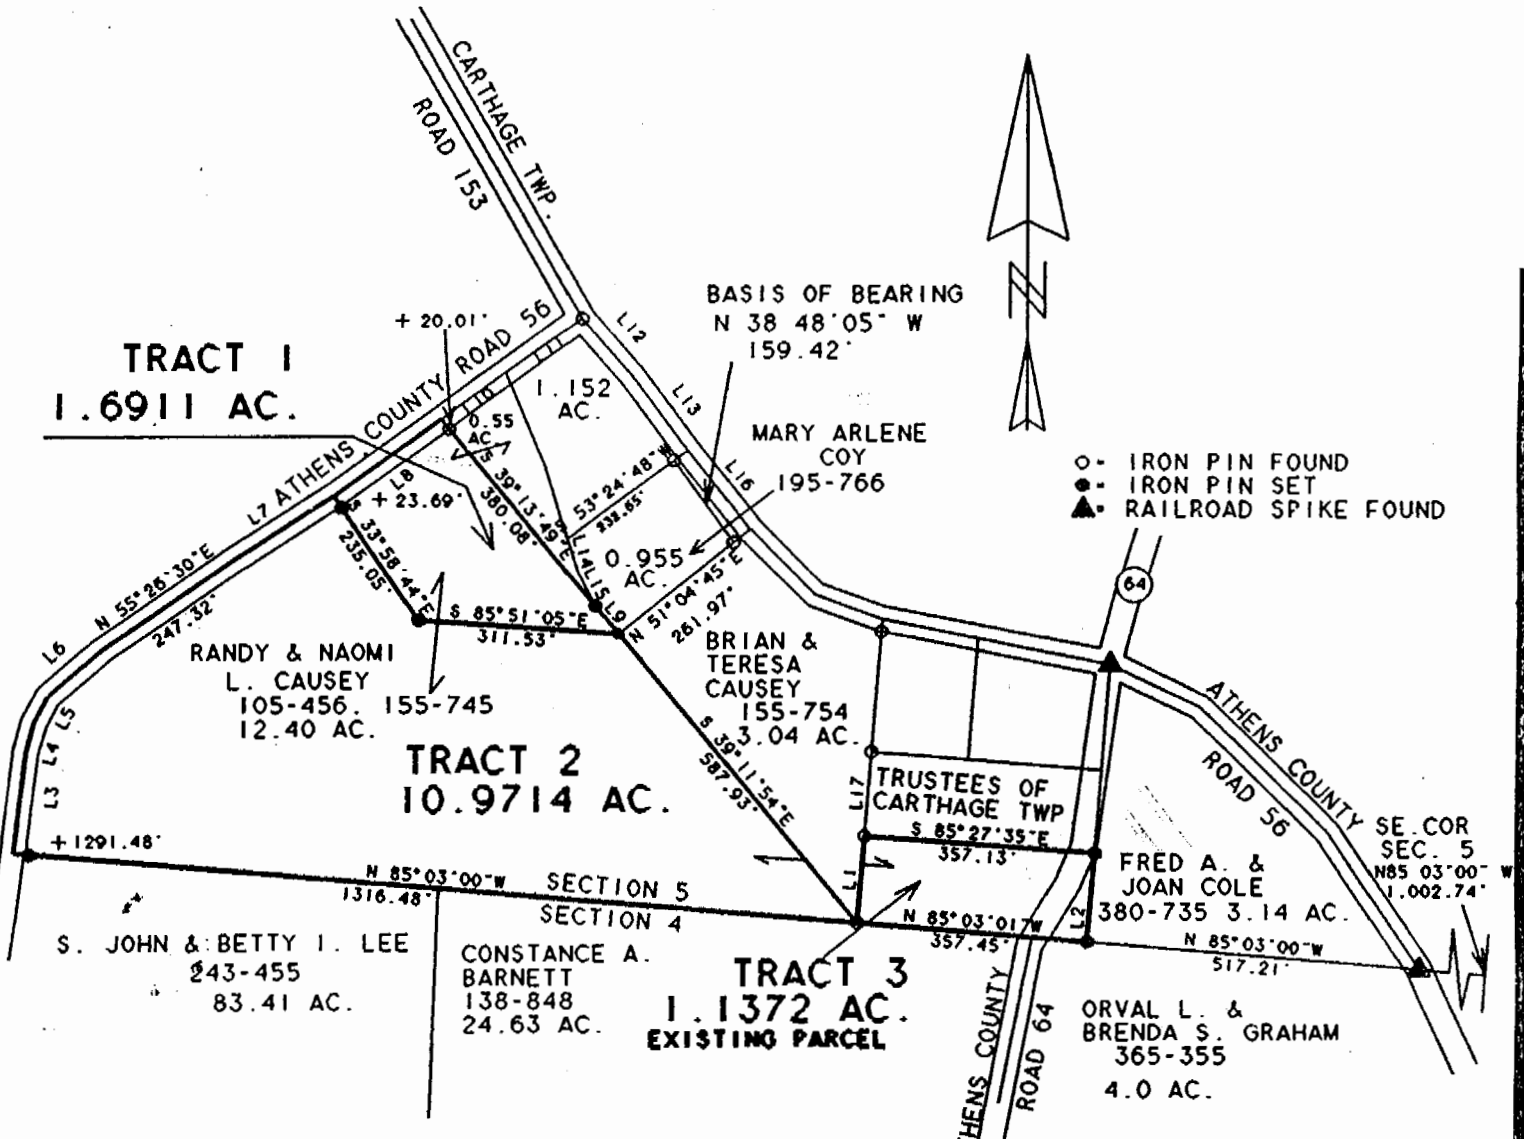 CARTHAGE TWP.
ROAD 153
BASIS OF BEARING
N 38 48'05" W
159.42'
N
+ 20.01'
L12
TRACT 1
1.6911 AC.
ATHENS COUNTY ROAD 56
L11
L10
1.152
AC.
L13
0.55
AC
MARY ARLENE
COY
195-766
L16
O- IRON PIN FOUND
●- IRON PIN SET
▲- RAILROAD SPIKE FOUND
L8
+ 23.69'
L7
S 39°13'49"E
380.08'
S 53°24'48"W
232.65'
S 33°58'44"E
235.05'
L14
L15
0.955
AC.
64
N 55°26'30"E
247.32'
L6
S 85°51'05"E
311.53'
L9
N 51°04'45"E
261.97'
RANDY & NAOMI
L. CAUSEY
105-456. 155-745
12.40 AC.
BRIAN &
TERESA
CAUSEY
155-754
3.04 AC.
L5
L4
L3
TRACT 2
10.9714 AC.
S 39°11'54"E
587.93'
ATHENS COUNTY
ROAD 56
L17
TRUSTEES OF
CARTHAGE TWP
S 85°27'35"E
357.13'
SE.COR
SEC. 5
N85 03'00" W
1,002.74'
+1291.48'
FRED A. &
JOAN COLE
380-735 3.14 AC.
N 85°03'00"W
1316.48'
SECTION 5
SECTION 4
L1
L2
N 85°03'01"W
357.45'
N 85°03'00"W
517.21'
S. JOHN & BETTY I. LEE
243-455
83.41 AC.
CONSTANCE A.
BARNETT
138-848
24.63 AC.
TRACT 3
1.1372 AC.
EXISTING PARCEL
HENS COUNTY
ROAD 64
ORVAL L. &
BRENDA S. GRAHAM
365-355
4.0 AC.